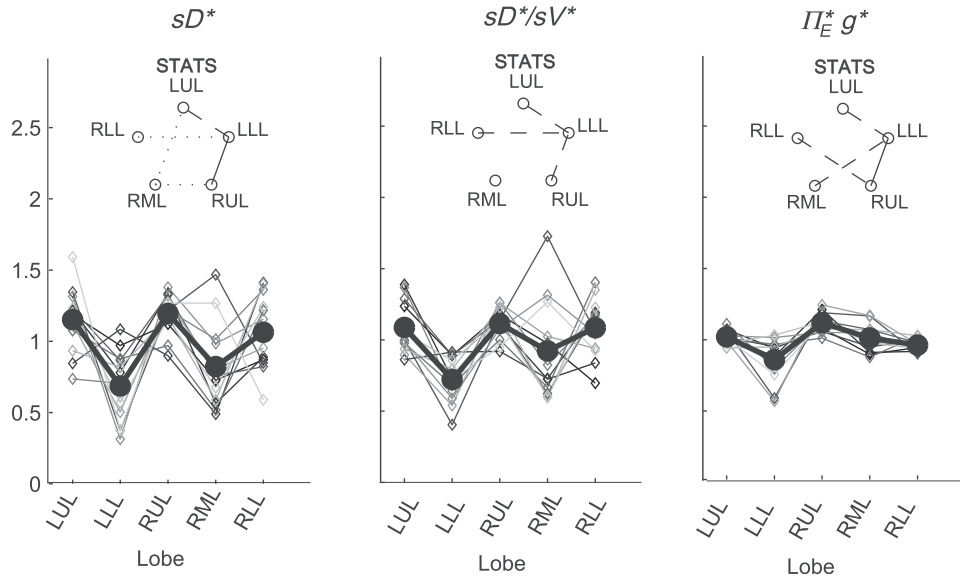 sD*
STATS
LUL
RLL
LLL
RML
RUL
2.5
2
1.5
1
0.5
0
LUL
LLL
RUL
RML
RLL
Lobe
sD*/sV*
STATS
LUL
RLL
LLL
RML
RUL
LUL
LLL
RUL
RML
RLL
Lobe
Π*E g*
STATS
LUL
RLL
LLL
RML
RUL
LUL
LLL
RUL
RML
RLL
Lobe